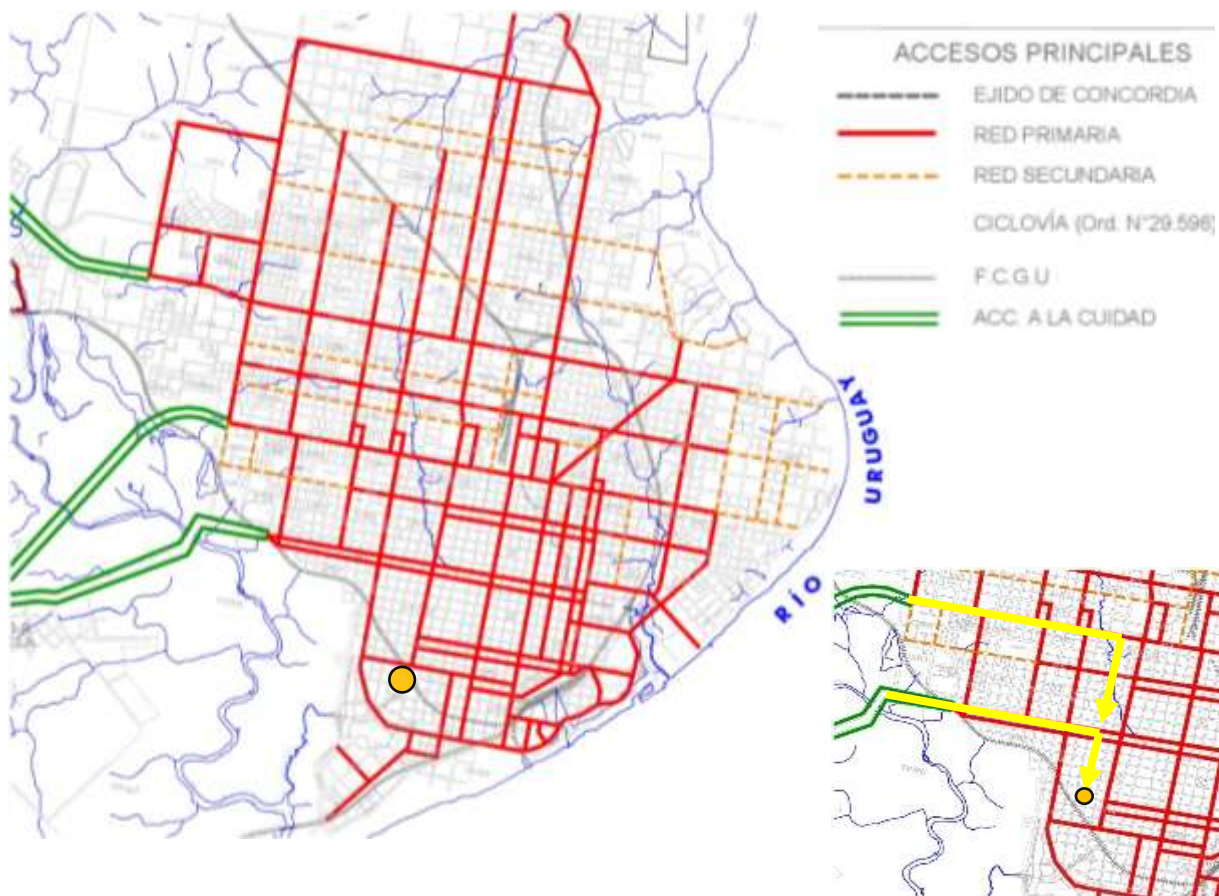 ACCESOS PRINCIPALES
EJIDO DE CONCORDIA
RED PRIMARIA
RED SECUNDARIA
CICLOVÍA (Ord. N°29.596)
F.C.G.U
ACC. A LA CUIDAD
S
RÍO URUGUAY